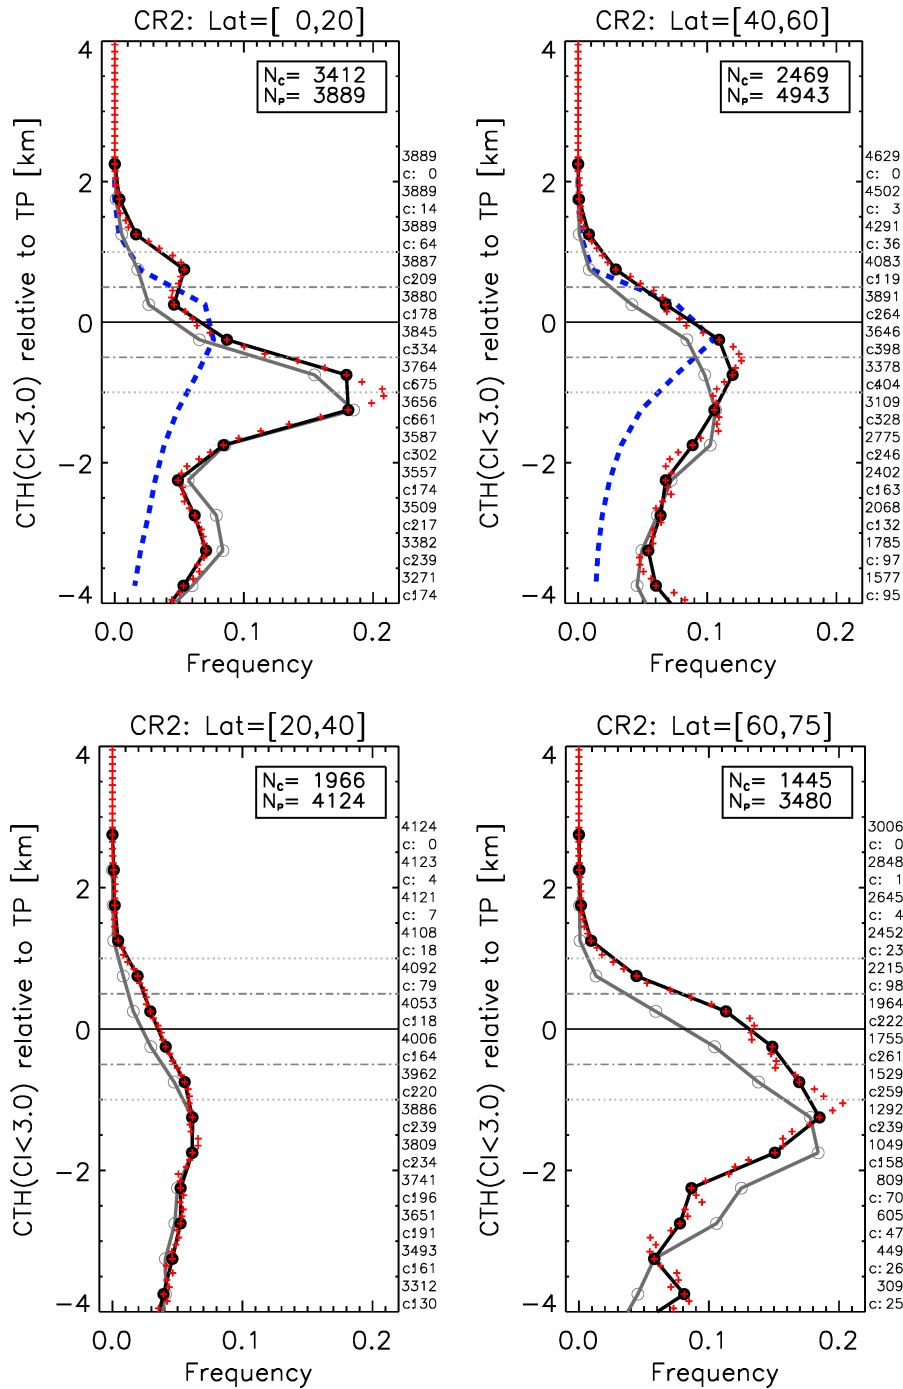 CR2: Lat=[ 0,20]
Nc= 3412
Np= 3889
4
2
0
−2
−4
CTH(CI<3.0) relative to TP [km]
3889
c: 0
3889
c: 14
3889
c: 64
3887
c209
3880
c178
3845
c334
3764
c675
3656
c661
3587
c302
3557
c174
3509
c217
3382
c239
3271
c174
0.0
0.1
0.2
Frequency
CR2: Lat=[40,60]
Nc= 2469
Np= 4943
4
2
0
−2
−4
CTH(CI<3.0) relative to TP [km]
4629
c: 0
4502
c: 3
4291
c: 36
4083
c119
3891
c264
3646
c398
3378
c404
3109
c328
2775
c246
2402
c163
2068
c132
1785
c: 97
1577
c: 95
0.0
0.1
0.2
Frequency
CR2: Lat=[20,40]
Nc= 1966
Np= 4124
4
2
0
−2
−4
CTH(CI<3.0) relative to TP [km]
4124
c: 0
4123
c: 4
4121
c: 7
4108
c: 18
4092
c: 79
4053
c118
4006
c164
3962
c220
3886
c239
3809
c234
3741
c196
3651
c191
3493
c161
3312
c130
0.0
0.1
0.2
Frequency
CR2: Lat=[60,75]
Nc= 1445
Np= 3480
4
2
0
−2
−4
CTH(CI<3.0) relative to TP [km]
3006
c: 0
2848
c: 1
2645
c: 4
2452
c: 23
2215
c: 98
1964
c222
1755
c261
1529
c259
1292
c239
1049
c158
809
c: 70
605
c: 47
449
c: 26
309
c: 25
0.0
0.1
0.2
Frequency